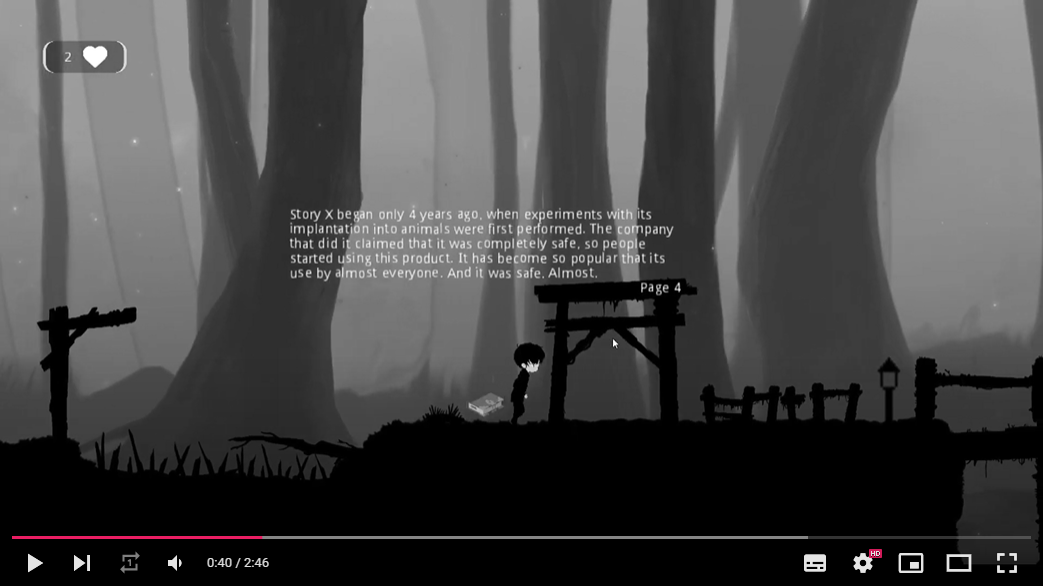 2
Story X began only 4 years ago, when experiments with its
implantation into animals were first performed. The company
that did it claimed that it was completely safe, so people
started using this product. It has become so popular that its
use by almost everyone. And it was safe. Almost.
Page 4
1
0:40 / 2:46
HD